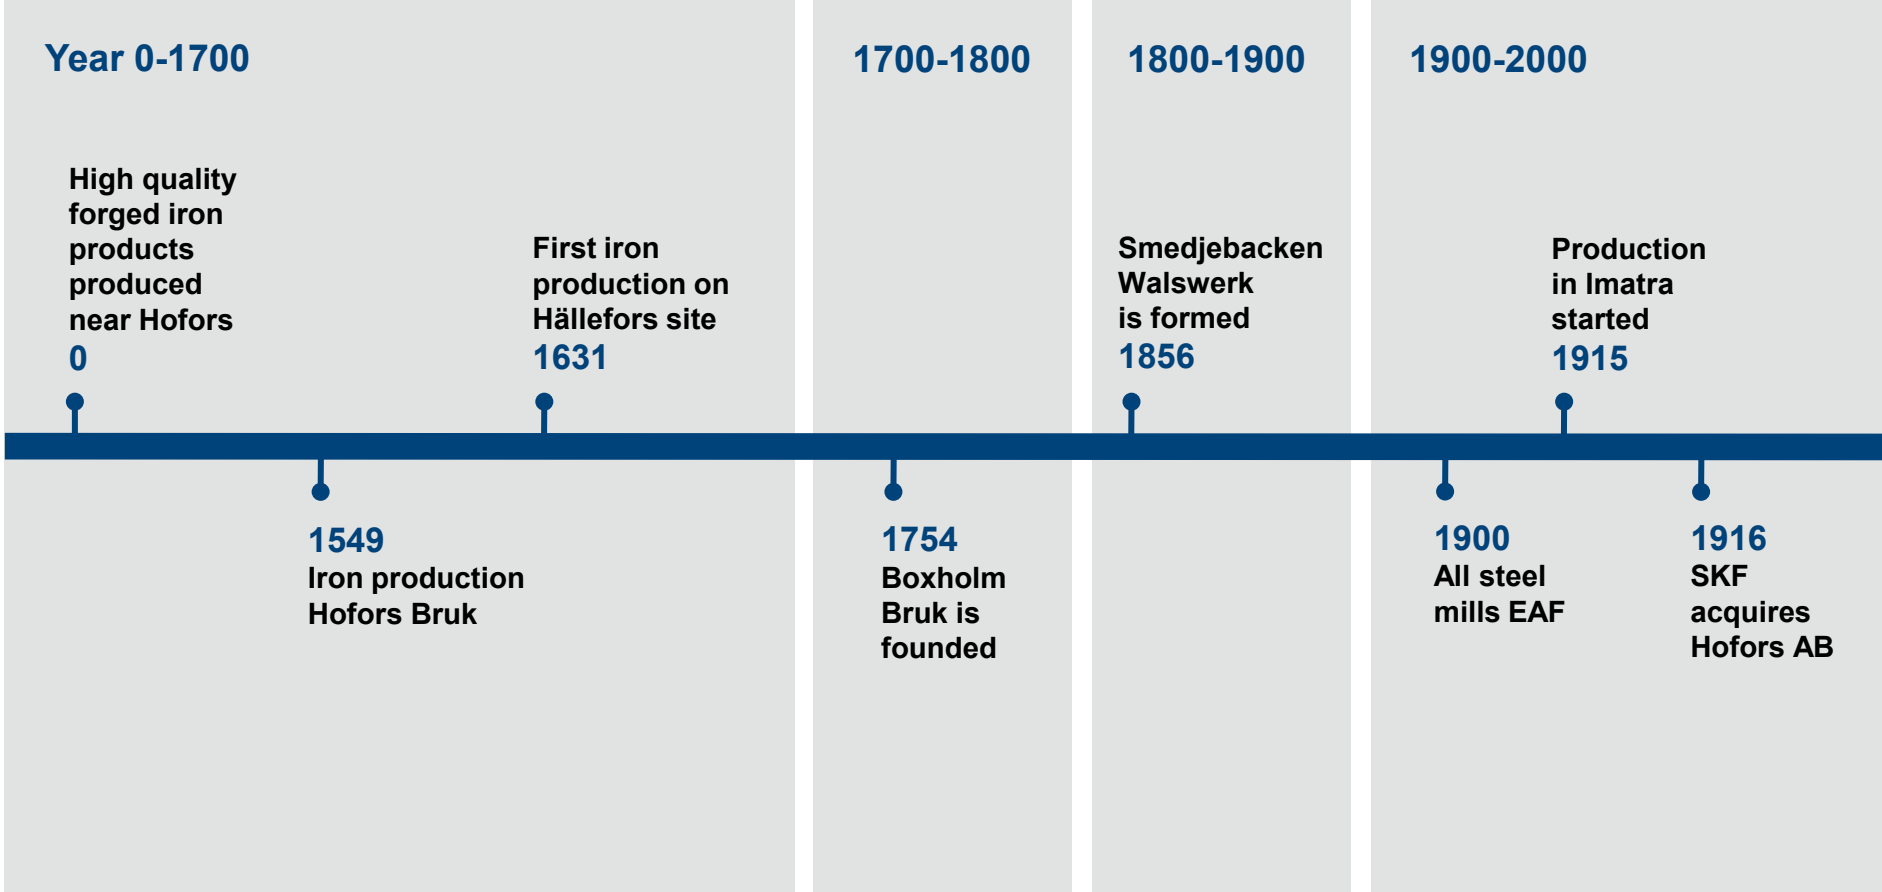 Year 0-1700
High quality
forged iron
products
produced
near Hofors
0
1549
Iron production
Hofors Bruk
First iron
production on
Hällefors site
1631
1700-1800
1754
Boxholm
Bruk is
founded
1800-1900
Smedjebacken
Walswerk
is formed
1856
1900-2000
1900
All steel
mills EAF
Production
in Imatra
started
1915
1916
SKF
acquires
Hofors AB